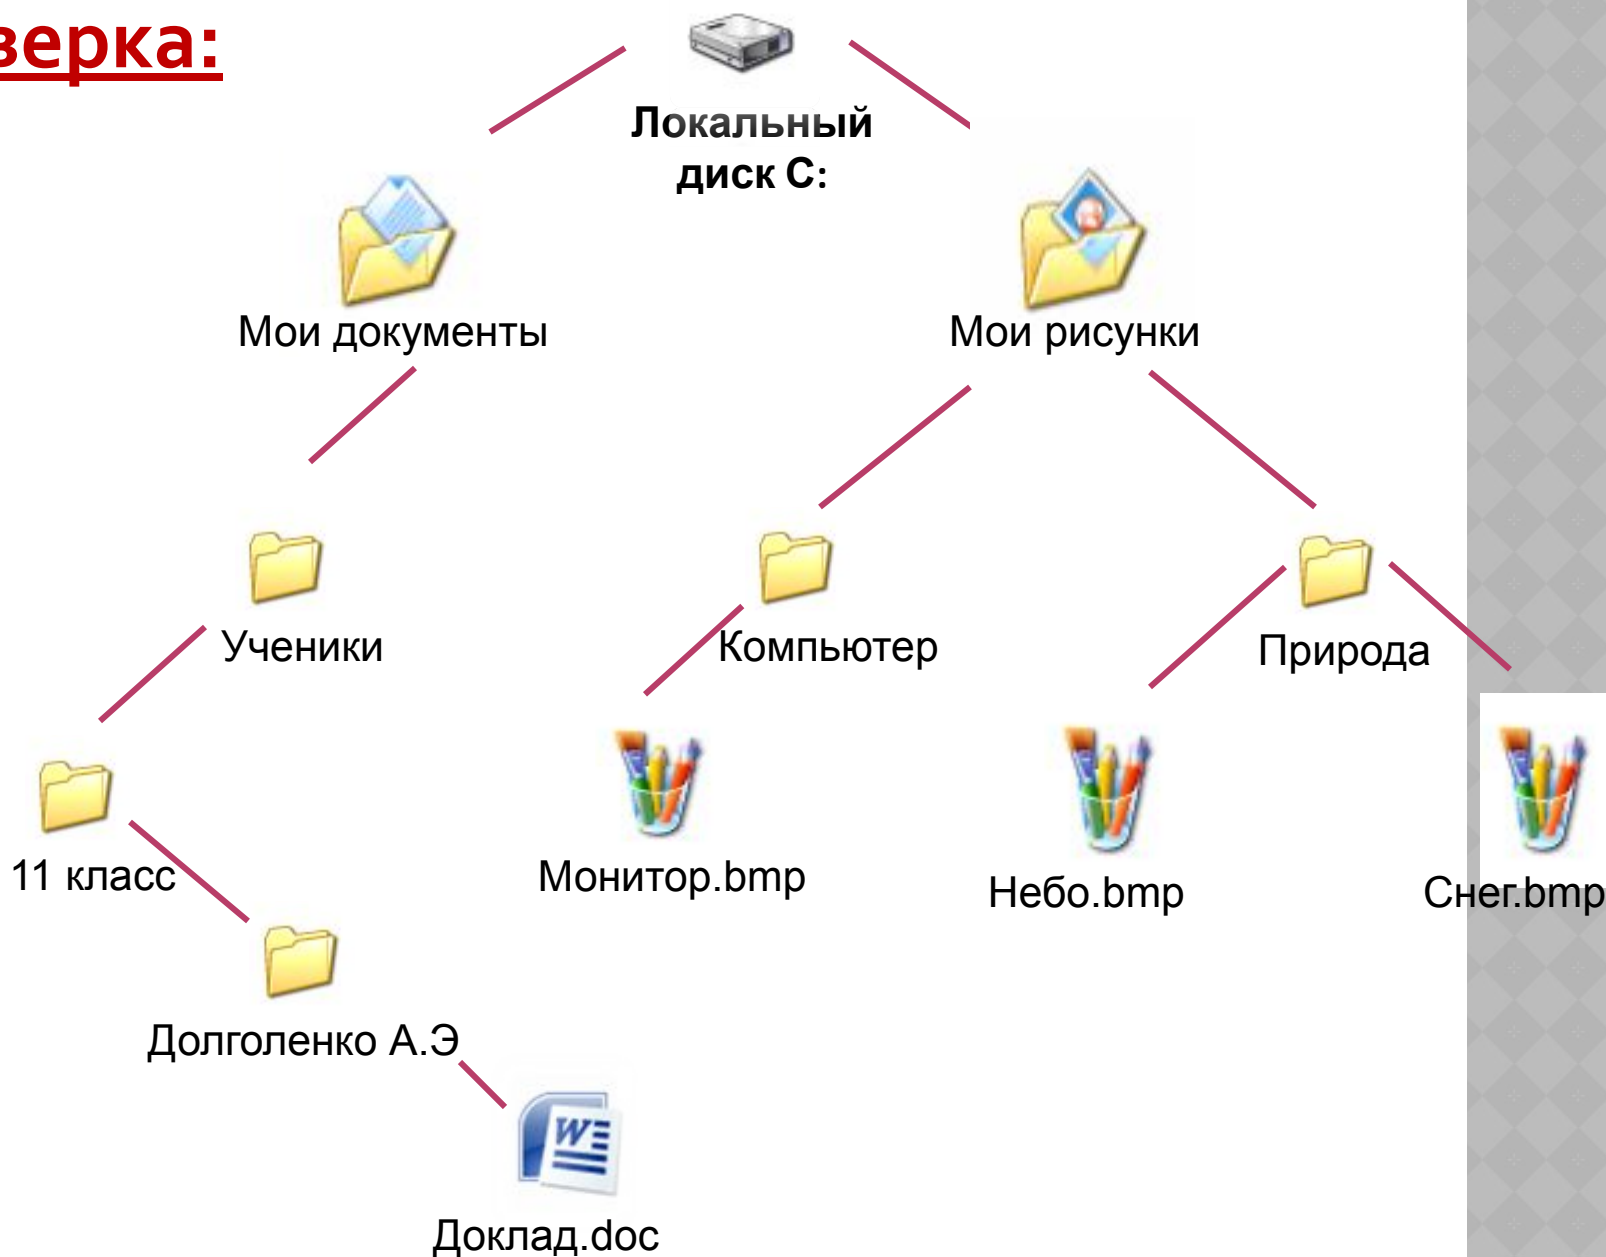 верка:
Локальный
диск С:
Мои документы
Мои рисунки
Ученики
Компьютер
Природа
11 класс
Монитор.bmp
Небо.bmp
Снег.bmp
Долголенко А.Э
Доклад.doc